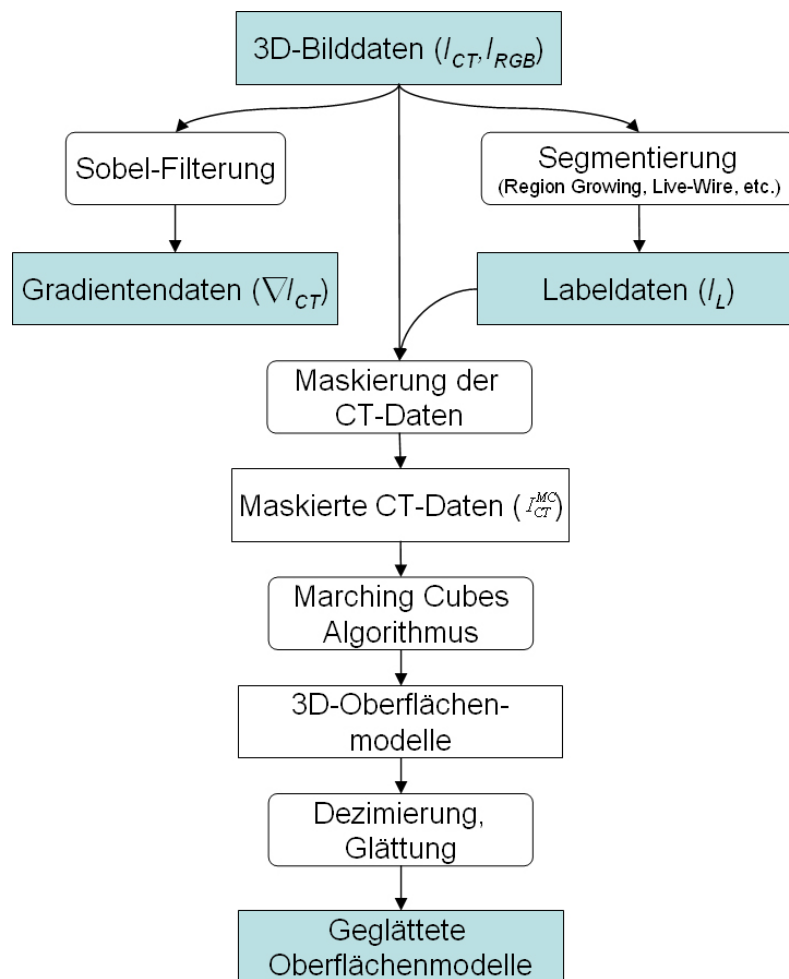 3D-Bilddaten (I_CT, I_RGB)
Sobel-Filterung
Segmentierung
(Region Growing, Live-Wire, etc.)
Gradientendaten (∇I_CT)
Labeldaten (I_L)
Maskierung der
CT-Daten
Maskierte CT-Daten (I_CT^MC)
Marching Cubes
Algorithmus
3D-Oberflächen-
modelle
Dezimierung,
Glättung
Geglättete
Oberflächenmodelle